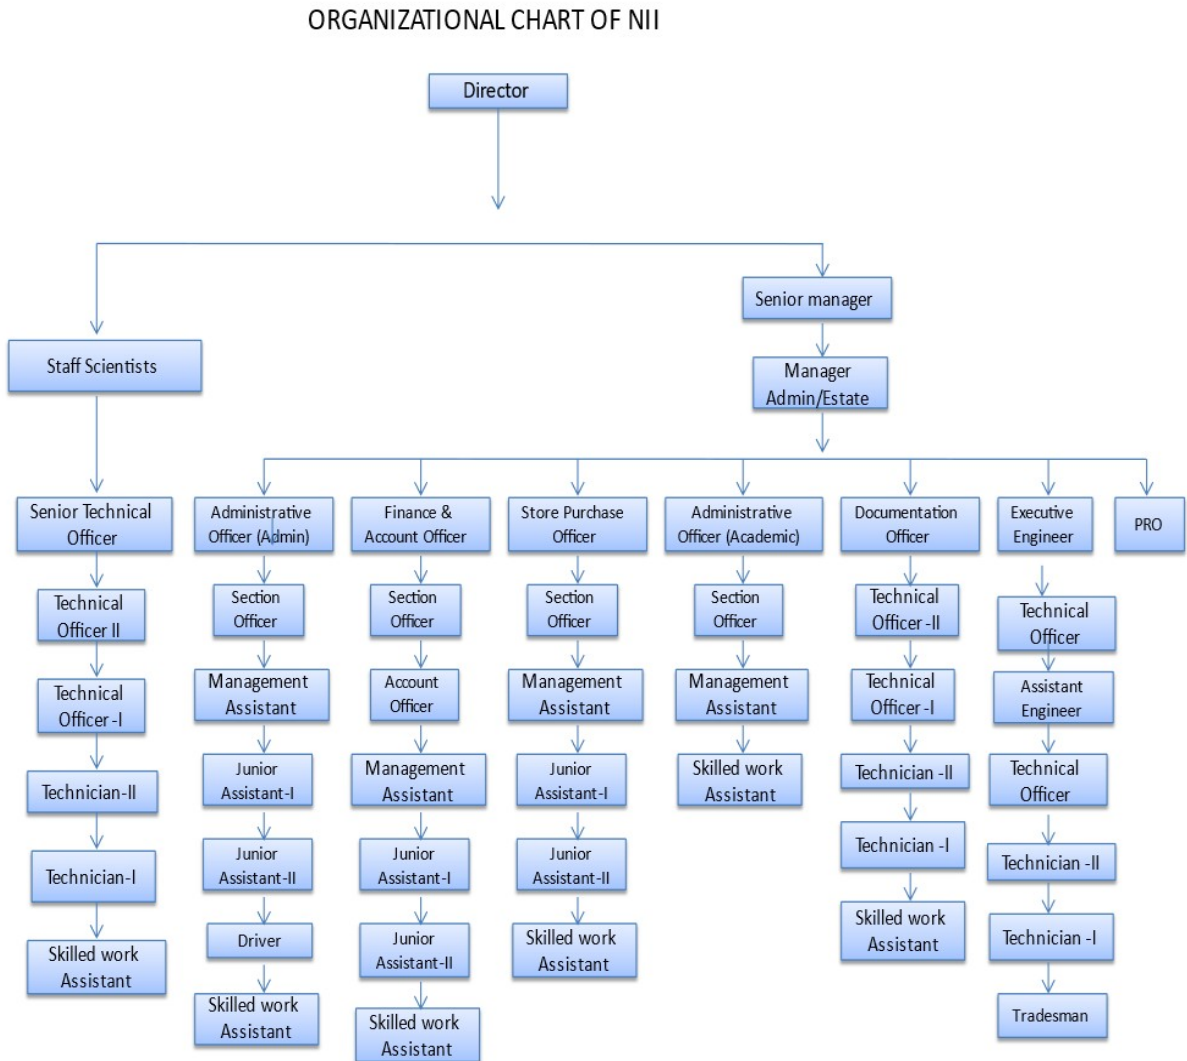 ORGANIZATIONAL CHART OF NII
Director
Senior manager
Staff Scientists
Manager
Admin/Estate
Senior Technical
Officer
Technical
Officer II
Technical
Officer -I
Technician-II
Technician-I
Skilled work
Assistant
Administrative
Officer (Admin)
Section
Officer
Management
Assistant
Junior
Assistant-I
Junior
Assistant-II
Driver
Skilled work
Assistant
Finance &
Account Officer
Section
Officer
Account
Officer
Management
Assistant
Junior
Assistant-I
Junior
Assistant-II
Skilled work
Assistant
Store Purchase
Officer
Section
Officer
Management
Assistant
Junior
Assistant-I
Junior
Assistant-II
Skilled work
Assistant
Administrative
Officer (Academic)
Section
Officer
Management
Assistant
Skilled work
Assistant
Documentation
Officer
Technical
Officer -II
Technical
Officer -I
Technician -II
Technician -I
Skilled work
Assistant
Executive
Engineer
Technical
Officer
Assistant
Engineer
Technical
Officer
Technician -II
Technician -I
Tradesman
PRO